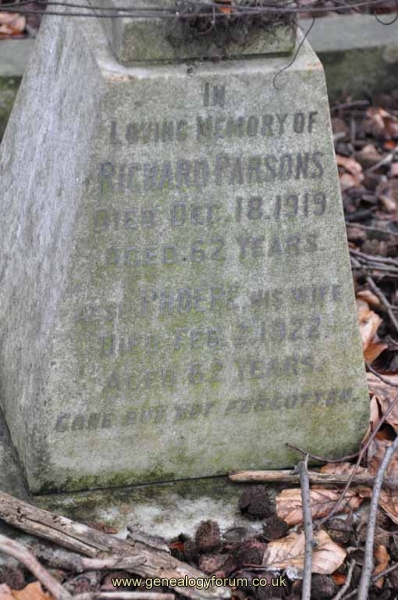 IN
LOVING MEMORY OF
RICHARD PARSONS
DIED DEC. 18. 1919
AGED. 62 YEARS.
PHOEBE, HIS WIFE
DIED FEB. 1922
AGED 62 YEARS.
GONE BUT NOT FORGOTTEN.
www.genealogyforum.co.uk